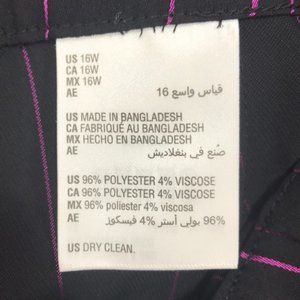 US 16W
CA 16W
MX 16W
AE قياس واسع 16
US MADE IN BANGLADESH
CA FABRIQUÉ AU BANGLADESH
MX HECHO EN BANGLADESH
AE صُنع في بنغلاديش
US 96% POLYESTER 4% VISCOSE
CA 96% POLYESTER 4% VISCOSE
MX 96% poliester 4% viscosa
AE 96% بولي أستر 4% فيسكوز
US DRY CLEAN.